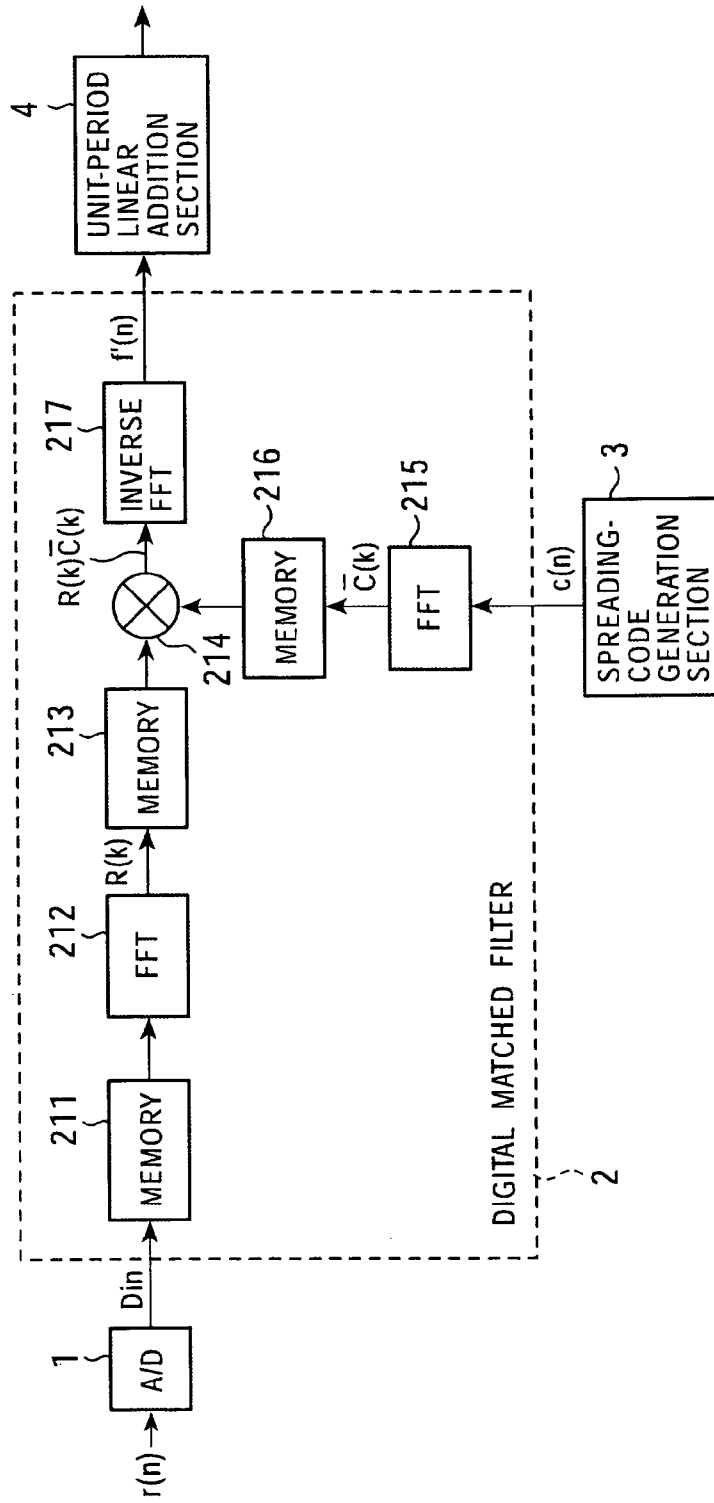 r(n)
1
A/D
Din
211
MEMORY
212
FFT
R(k)
213
MEMORY
214
R(k)C̄(k)
217
INVERSE
FFT
f'(n)
4
UNIT-PERIOD
LINEAR
ADDITION
SECTION
216
MEMORY
C̄(k)
215
FFT
c(n)
3
SPREADING-
CODE
GENERATION
SECTION
DIGITAL MATCHED FILTER
2